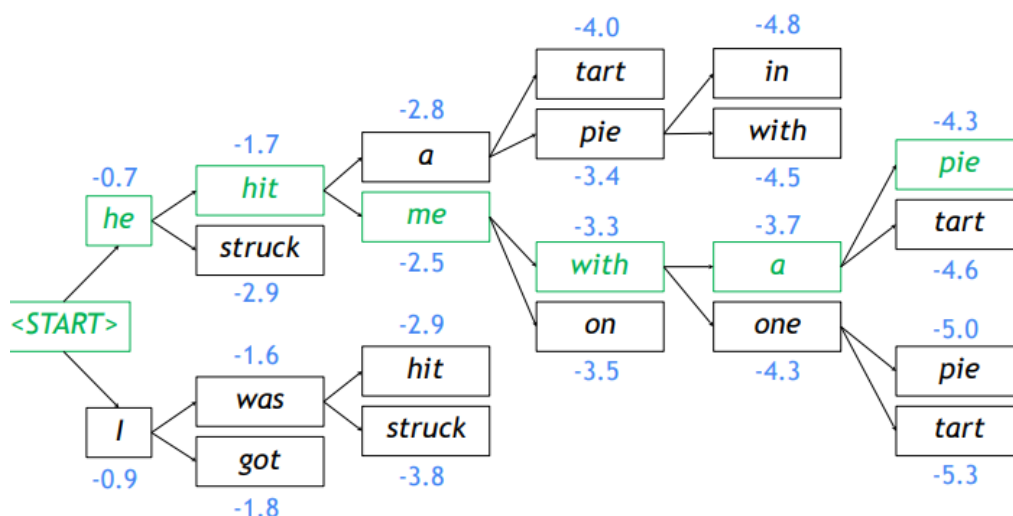 -4.0
-4.8
tart
in
-2.8
-1.7
a
pie
with
-4.3
-0.7
hit
-3.4
-4.5
pie
he
me
-3.3
-3.7
tart
struck
-2.5
with
a
-4.6
-2.9
<START>
-2.9
on
one
-5.0
-1.6
hit
-3.5
-4.3
pie
was
I
struck
tart
got
-0.9
-3.8
-5.3
-1.8